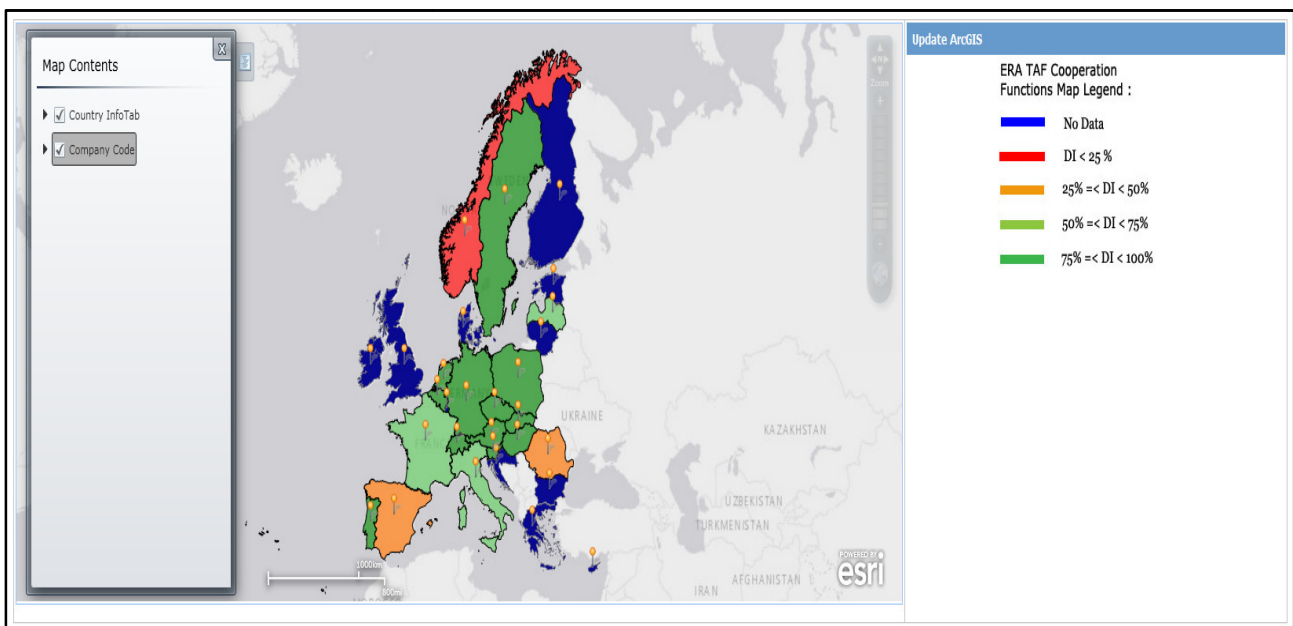 Map Contents
Country InfoTab
Company Code
Zoom
UKRAINE
KAZAKHSTAN
UZBEKISTAN
TURKMENISTAN
AFGHANISTAN
IRAN
1000km
800mi
POWERED BY
esri
Update ArcGIS
ERA TAF Cooperation
Functions Map Legend :
No Data
DI < 25 %
25% =< DI < 50%
50% =< DI < 75%
75% =< DI < 100%